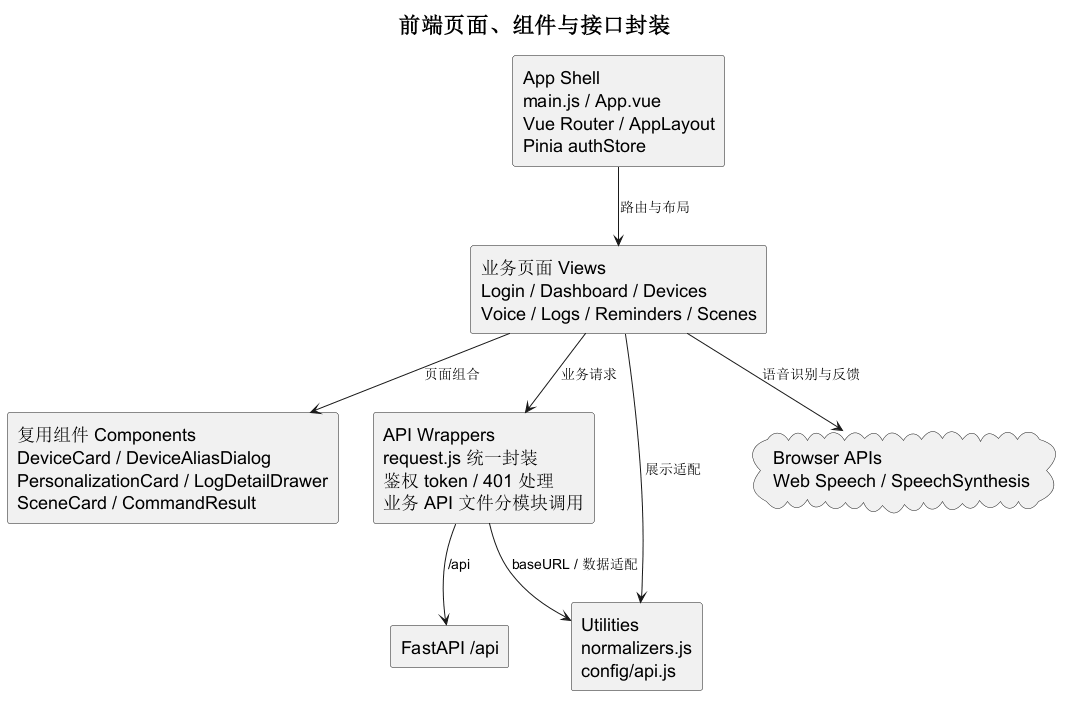 前端页面、组件与接口封装
App Shell
main.js / App.vue
Vue Router / AppLayout
Pinia authStore
路由与布局
业务页面 Views
Login / Dashboard / Devices
Voice / Logs / Reminders / Scenes
页面组合
业务请求
语音识别与反馈
复用组件 Components
DeviceCard / DeviceAliasDialog
PersonalizationCard / LogDetailDrawer
SceneCard / CommandResult
API Wrappers
request.js 统一封装
鉴权 token / 401 处理
业务 API 文件分模块调用
展示适配
Browser APIs
Web Speech / SpeechSynthesis
/api
baseURL / 数据适配
FastAPI /api
Utilities
normalizers.js
config/api.js